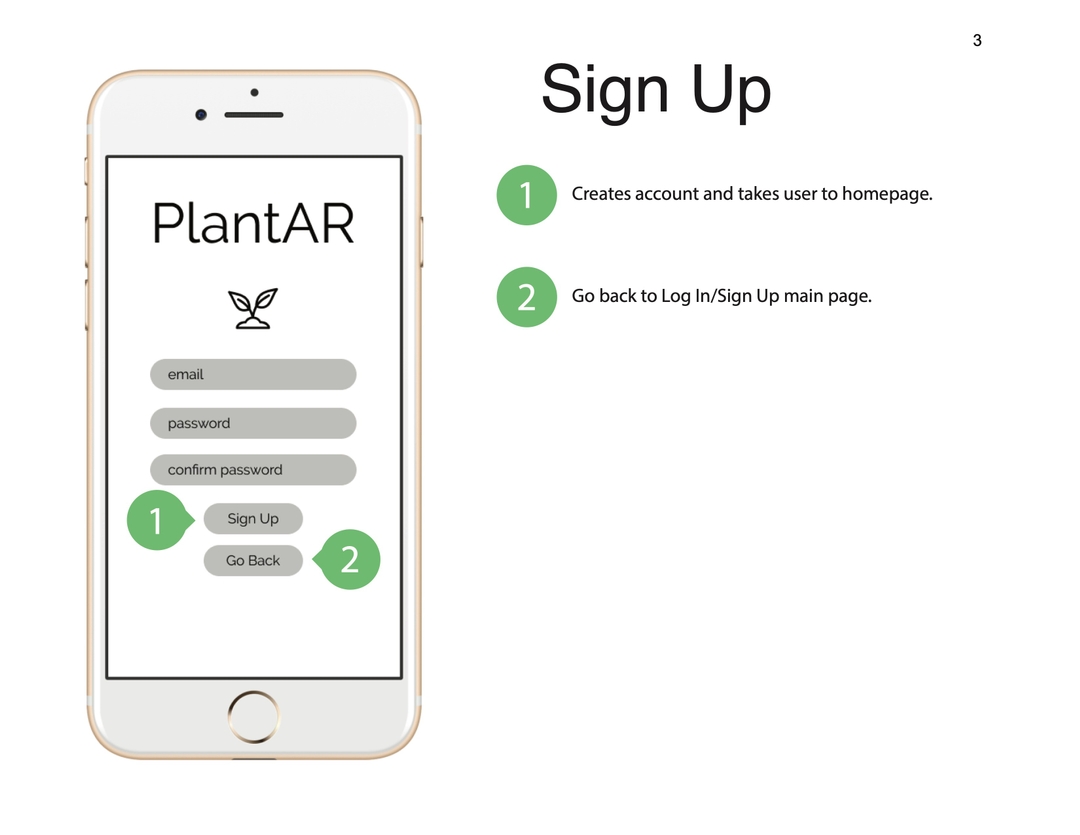 3
Sign Up
1
Creates account and takes user to homepage.
2
Go back to Log In/Sign Up main page.
PlantAR
email
password
confirm password
1
Sign Up
Go Back
2